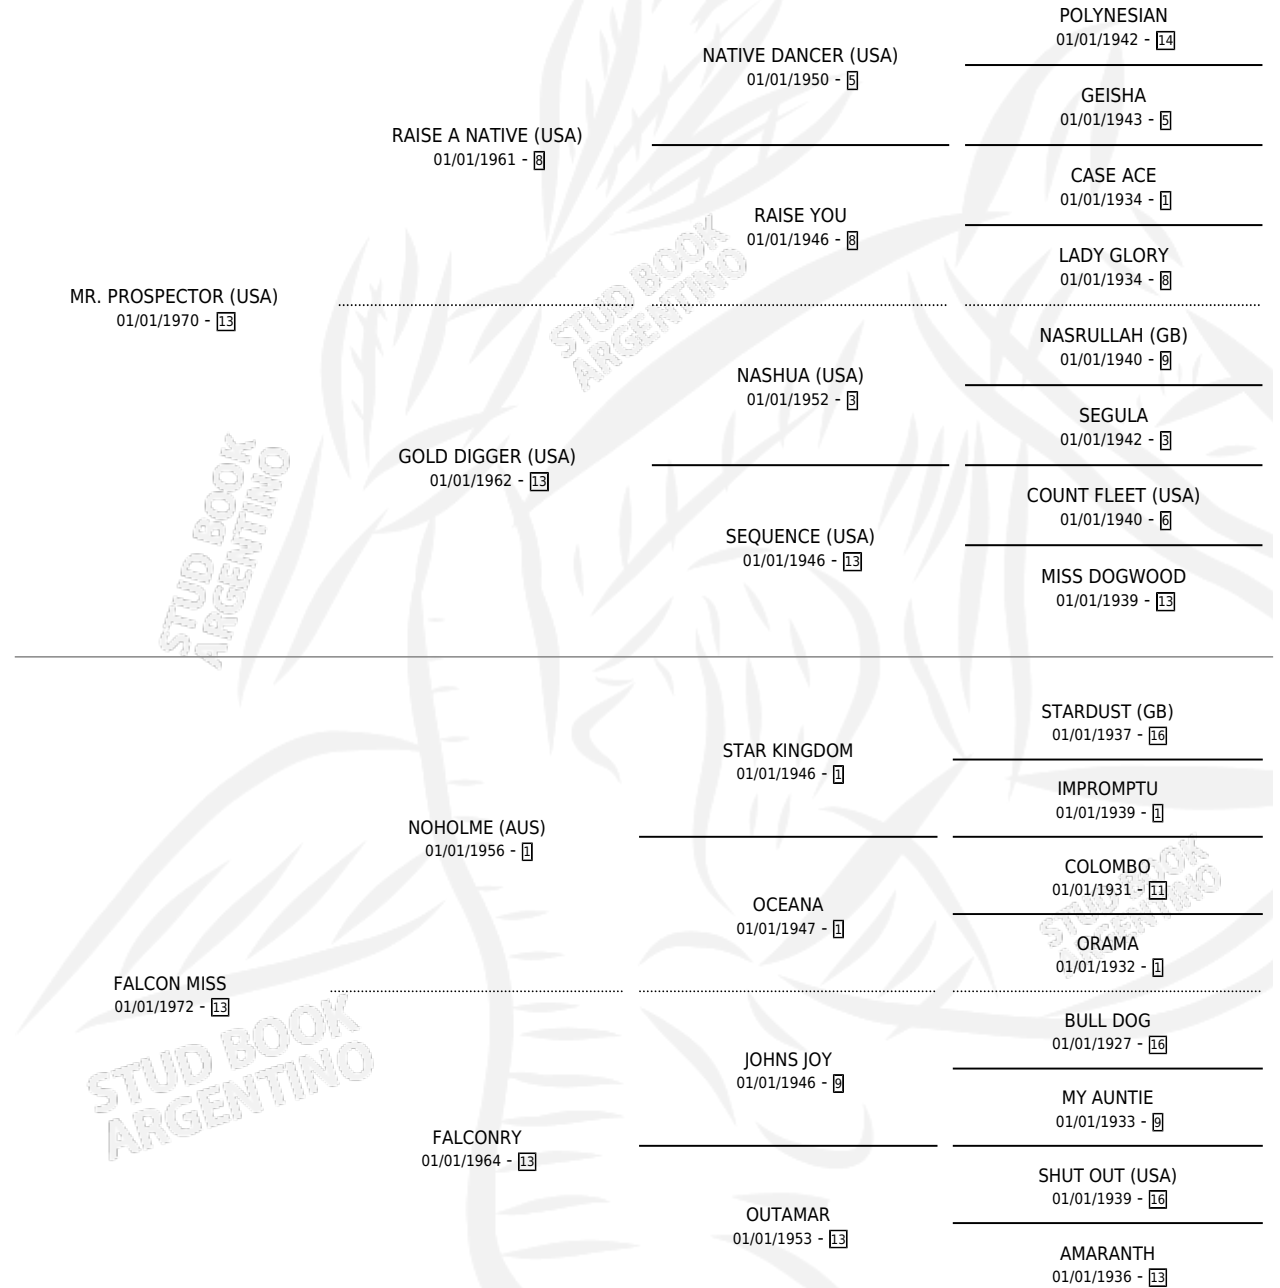 POLYNESIAN
01/01/1942 - 14
NATIVE DANCER (USA)
01/01/1950 - 5
GEISHA
01/01/1943 - 5
RAISE A NATIVE (USA)
01/01/1961 - 8
CASE ACE
01/01/1934 - 1
RAISE YOU
01/01/1946 - 8
LADY GLORY
01/01/1934 - 8
STUD BOOK
ARGENTINO
MR. PROSPECTOR (USA)
01/01/1970 - 13
NASRULLAH (GB)
01/01/1940 - 9
NASHUA (USA)
01/01/1952 - 3
SEGULA
01/01/1942 - 3
GOLD DIGGER (USA)
01/01/1962 - 13
COUNT FLEET (USA)
01/01/1940 - 6
SEQUENCE (USA)
01/01/1946 - 13
MISS DOGWOOD
01/01/1939 - 13
STUD BOOK
ARGENTINO
STARDUST (GB)
01/01/1937 - 16
STAR KINGDOM
01/01/1946 - 1
IMPROMPTU
01/01/1939 - 1
NOHOLME (AUS)
01/01/1956 - 1
COLOMBO
01/01/1931 - 11
OCEANA
01/01/1947 - 1
STUD BOOK
ARGENTINO
ORAMA
01/01/1932 - 1
FALCON MISS
01/01/1972 - 13
BULL DOG
01/01/1927 - 16
JOHNS JOY
01/01/1946 - 9
MY AUNTIE
01/01/1933 - 9
STUD BOOK
ARGENTINO
FALCONRY
01/01/1964 - 13
SHUT OUT (USA)
01/01/1939 - 16
OUTAMAR
01/01/1953 - 13
AMARANTH
01/01/1936 - 13